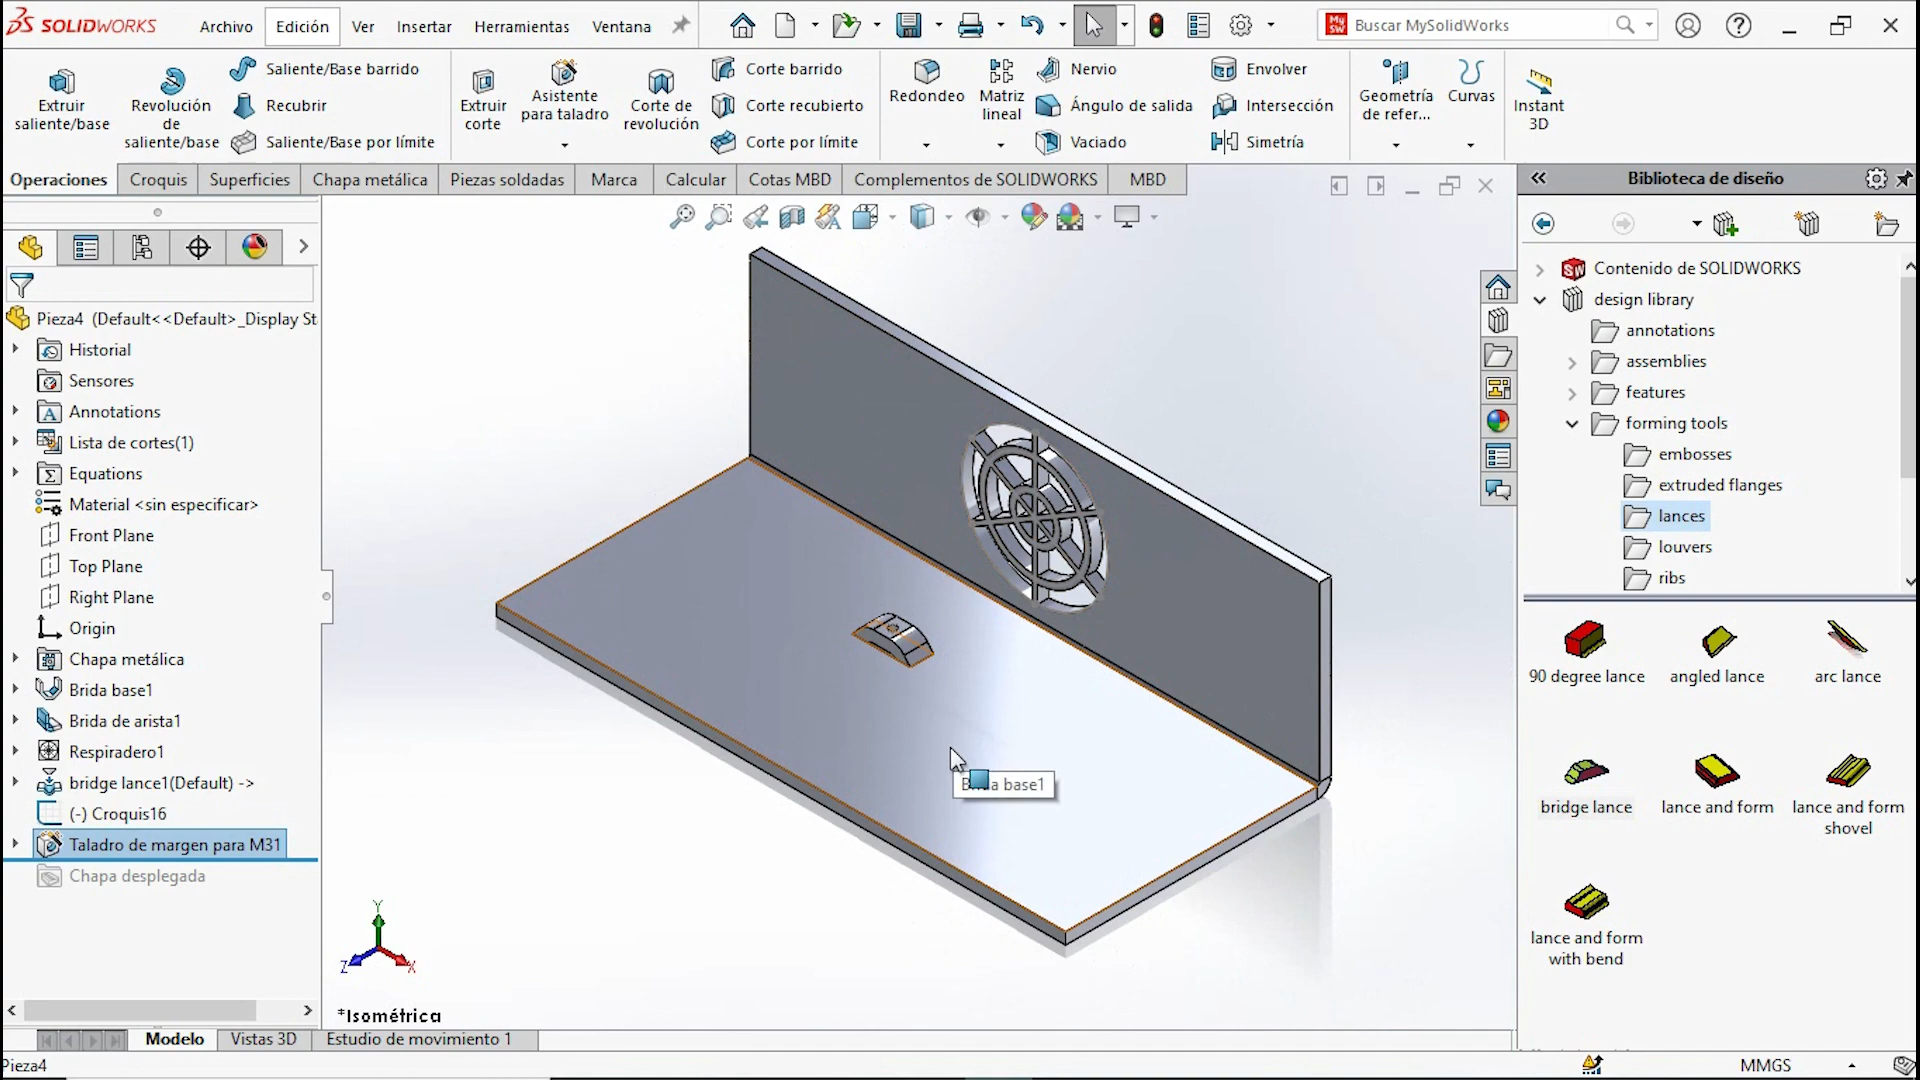 SOLIDWORKS
Archivo
Edición
Ver
Insertar
Herramientas
Ventana
Buscar MySolidWorks
Extruir
saliente/base
Revolución
de
saliente/base
Saliente/Base barrido
Recubrir
Saliente/Base por límite
Extruir
corte
Asistente
para taladro
Corte de
revolución
Corte barrido
Corte recubierto
Corte por límite
Redondeo
Matriz
lineal
Nervio
Ángulo de salida
Vaciado
Envolver
Intersección
Simetría
Geometría
de refer...
Curvas
Instant
3D
Operaciones
Croquis
Superficies
Chapa metálica
Piezas soldadas
Marca
Calcular
Cotas MBD
Complementos de SOLIDWORKS
MBD
Pieza4 (Default<<Default>_Display St
Historial
Sensores
Annotations
Lista de cortes(1)
Equations
Material <sin especificar>
Front Plane
Top Plane
Right Plane
Origin
Chapa metálica
Brida base1
Brida de arista1
Respiradero1
bridge lance1(Default) ->
(-) Croquis16
Taladro de margen para M31
Chapa desplegada
base1
Y
Z
X
*Isométrica
Modelo
Vistas 3D
Estudio de movimiento 1
Pieza4
MMGS
Biblioteca de diseño
Contenido de SOLIDWORKS
design library
annotations
assemblies
features
forming tools
embosses
extruded flanges
lances
louvers
ribs
90 degree lance
angled lance
arc lance
bridge lance
lance and form
lance and form
shovel
lance and form
with bend